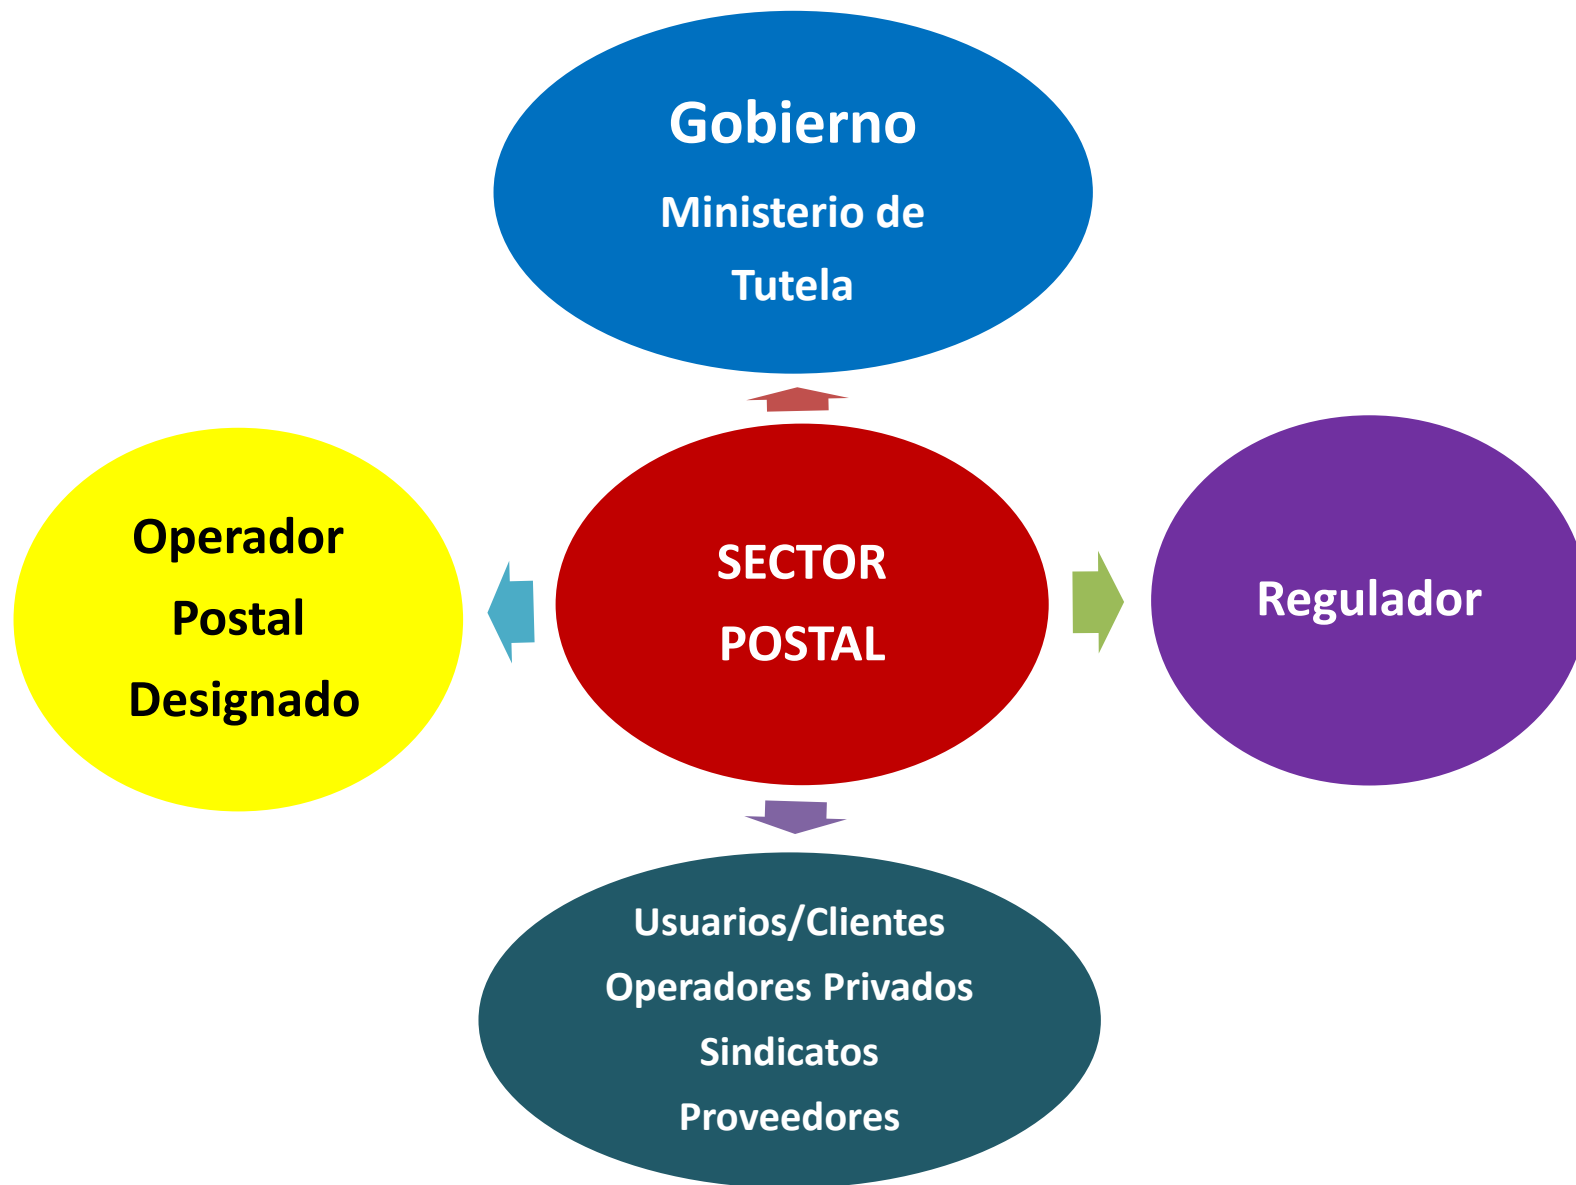 Gobierno
Ministerio de
Tutela
Operador
Postal
Designado
SECTOR
POSTAL
Regulador
Usuarios/Clientes
Operadores Privados
Sindicatos
Proveedores